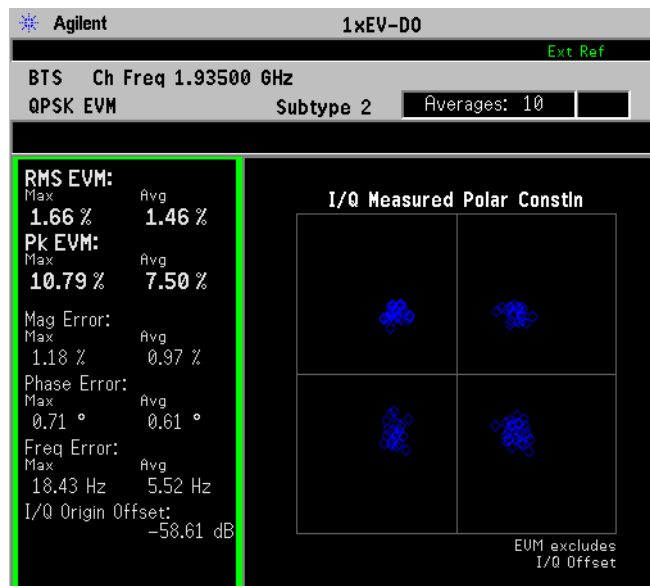 Agilent 1xEV-DO
Ext Ref
BTS Ch Freq 1.93500 GHz
QPSK EVM Subtype 2 Averages: 10
RMS EVM:
Max Avg
1.66 % 1.46 %
Pk EVM:
Max Avg
10.79 % 7.50 %
Mag Error:
Max Avg
1.18 % 0.97 %
Phase Error:
Max Avg
0.71 ° 0.61 °
Freq Error:
Max Avg
18.43 Hz 5.52 Hz
I/Q Origin Offset:
-58.61 dB
I/Q Measured Polar Constln
EVM excludes
I/Q Offset